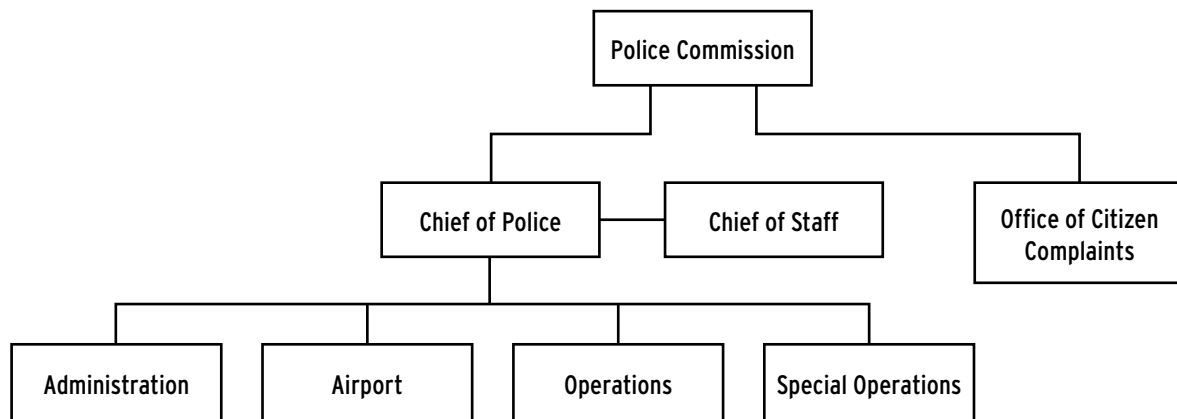 Police Commission
Chief of Police
Chief of Staff
Office of Citizen
Complaints
Administration
Airport
Operations
Special Operations